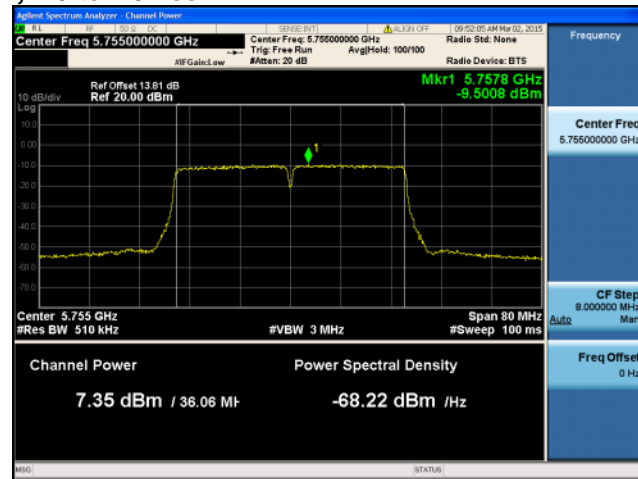 Agilent Spectrum Analyzer - Channel Power
RL RF 50 Ω DC SENSE:INT ALIGN OFF 09:52:05 AM Mar 02, 2015
Center Freq 5.755000000 GHz
Center Freq: 5.755000000 GHz
Radio Std: None
Trig: Free Run Avg|Hold: 100/100
#IFGain:Low #Atten: 20 dB Radio Device: BTS
Frequency
Mkr1 5.7578 GHz
-9.5008 dBm
Ref Offset 13.81 dB
10 dB/div Ref 20.00 dBm
Log
10.0
0.00
-10.0
-20.0
-30.0
-40.0
-50.0
-60.0
-70.0
1
Center 5.755 GHz Span 80 MHz
#Res BW 510 kHz #VBW 3 MHz #Sweep 100 ms
Channel Power Power Spectral Density
7.35 dBm / 36.06 MH -68.22 dBm /Hz
Center Freq
5.755000000 GHz
CF Step
8.000000 MHz
Auto Man
Freq Offset
0 Hz
MSG STATUS